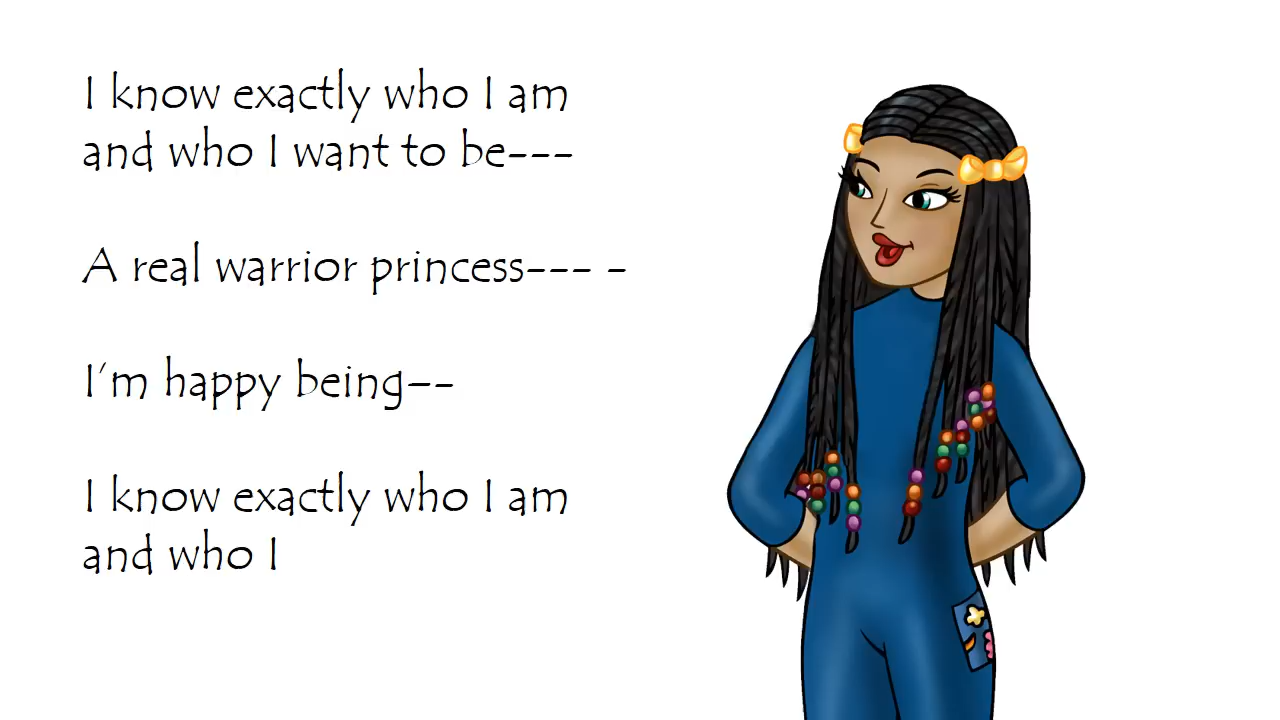 I know exactly who I am
and who I want to be---
A real warrior princess--- -
I'm happy being--
I know exactly who I am
and who I